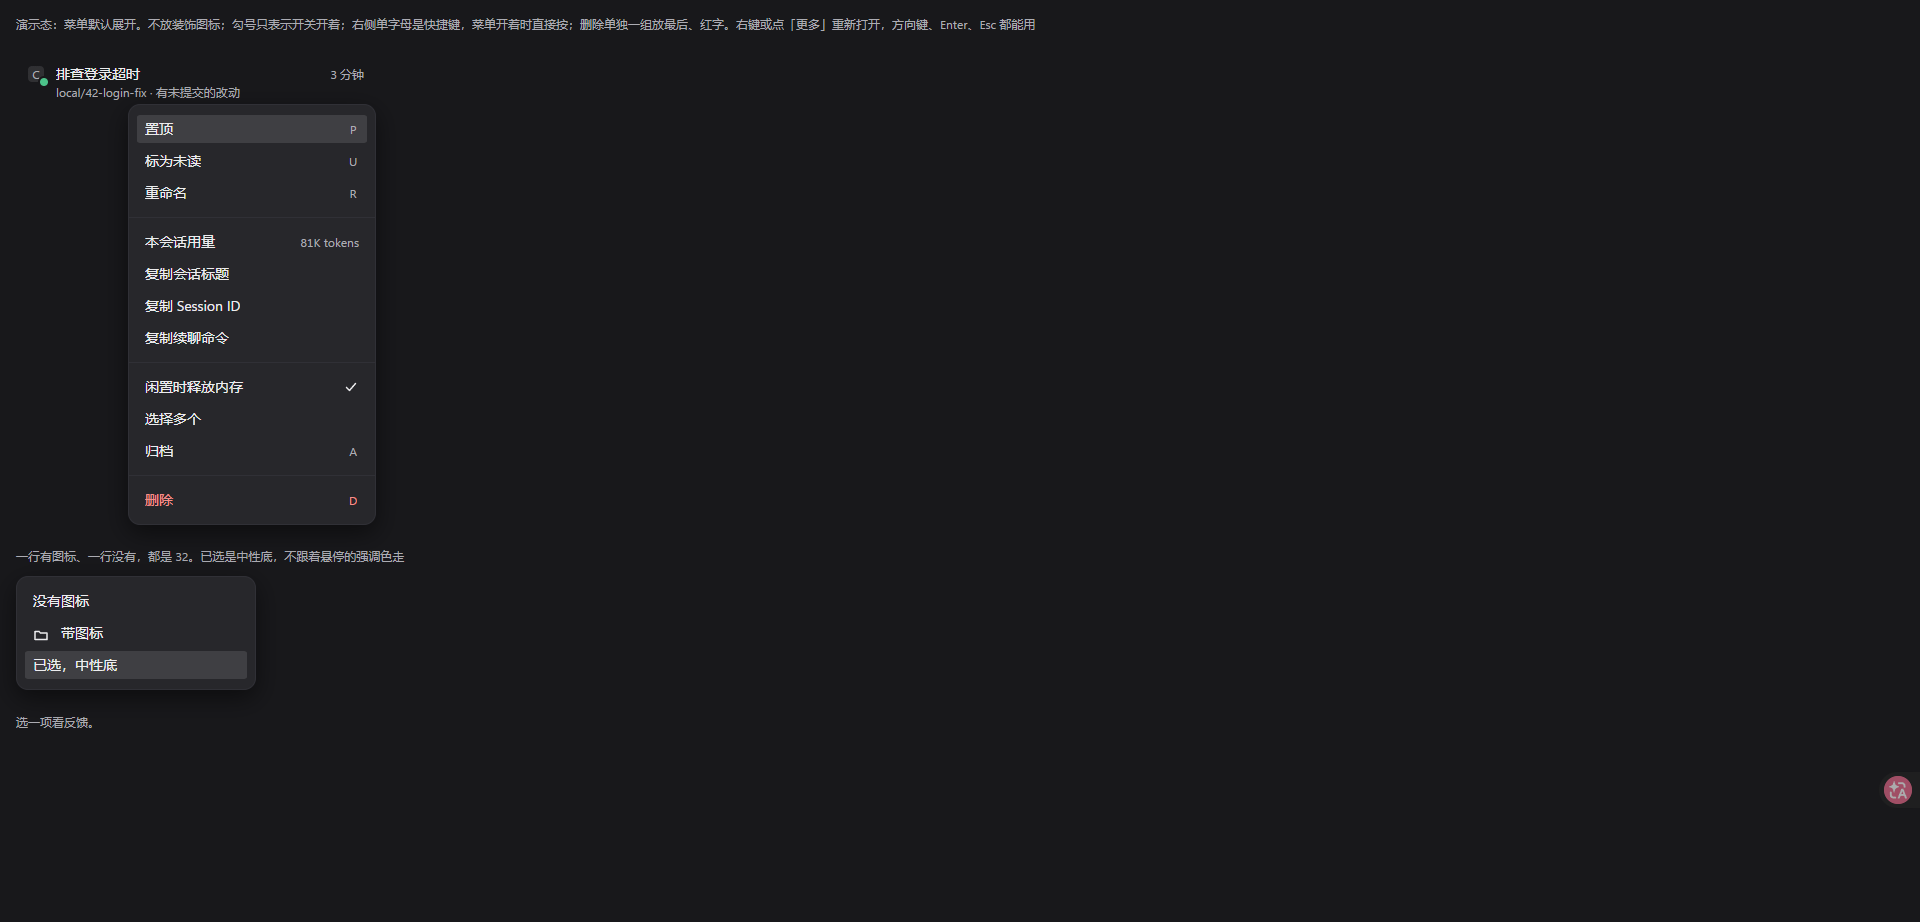 演示态：菜单默认展开。不放装饰图标；勾号只表示开关开着；右侧单字母是快捷键，菜单开着时直接按；删除单独一组放最后、红字。右键或点「更多」重新打开，方向键、Enter、Esc 都能用
C 排查登录超时 3 分钟
local/42-login-fix · 有未提交的改动
置顶 P
标为未读 U
重命名 R
本会话用量 81K tokens
复制会话标题
复制 Session ID
复制续聊命令
闲置时释放内存
选择多个
归档 A
删除 D
一行有图标、一行没有，都是 32。已选是中性底，不跟着悬停的强调色走
没有图标
带图标
已选，中性底
选一项看反馈。